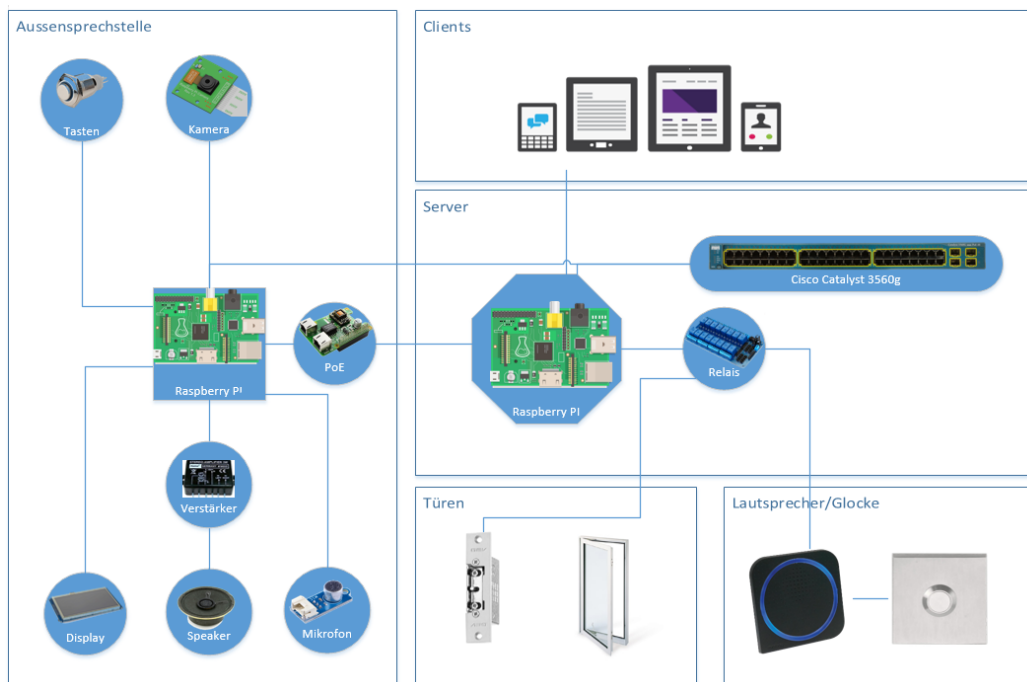 Aussensprechstelle
Tasten
Kamera
Raspberry PI
PoE
Verstärker
Display
Speaker
Mikrofon
Clients
Server
Cisco Catalyst 3560g
Raspberry PI
Relais
Türen
Lautsprecher/Glocke